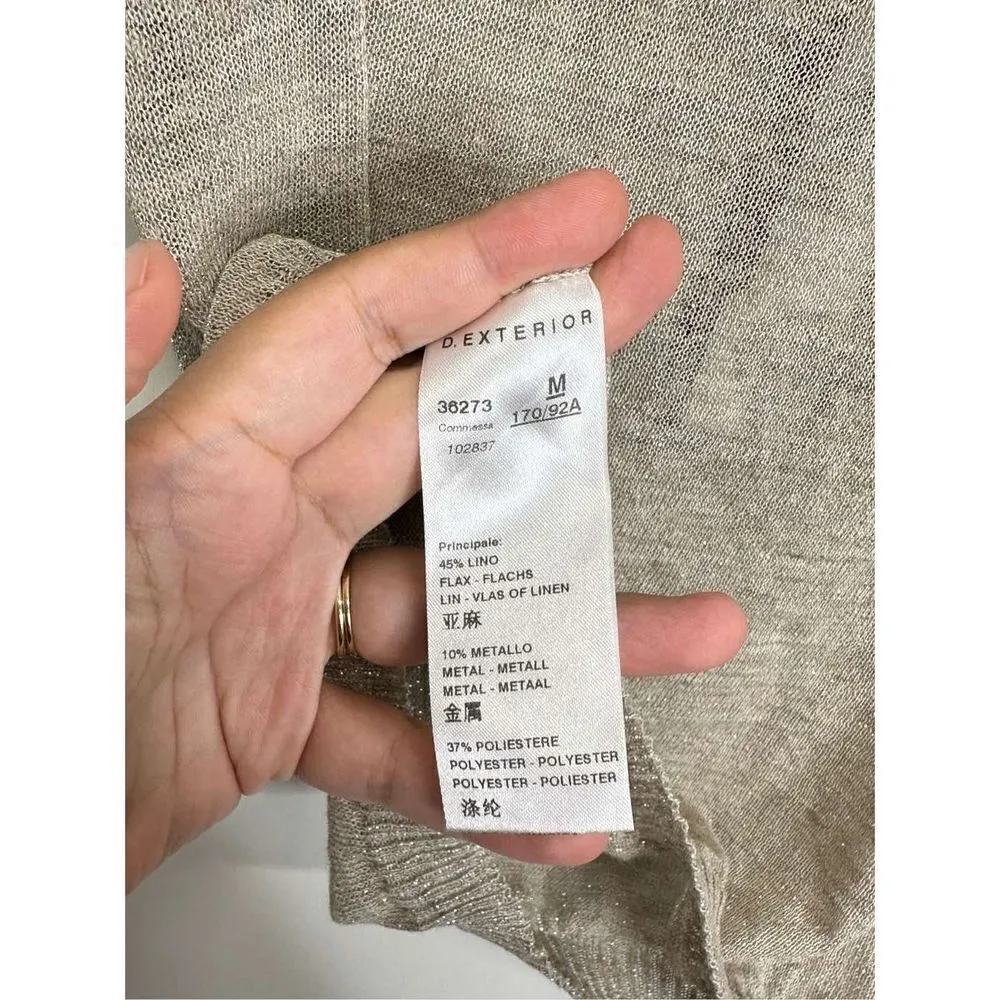 D.EXTERIOR
36273 M
Commessa 170/92A
102837
Principale:
45% LINO
FLAX - FLACHS
LIN - VLAS OF LINEN
亚麻
10% METALLO
METAL - METALL
METAL - METAAL
金属
37% POLIESTERE
POLYESTER - POLYESTER
POLYESTER - POLIESTER
涤纶